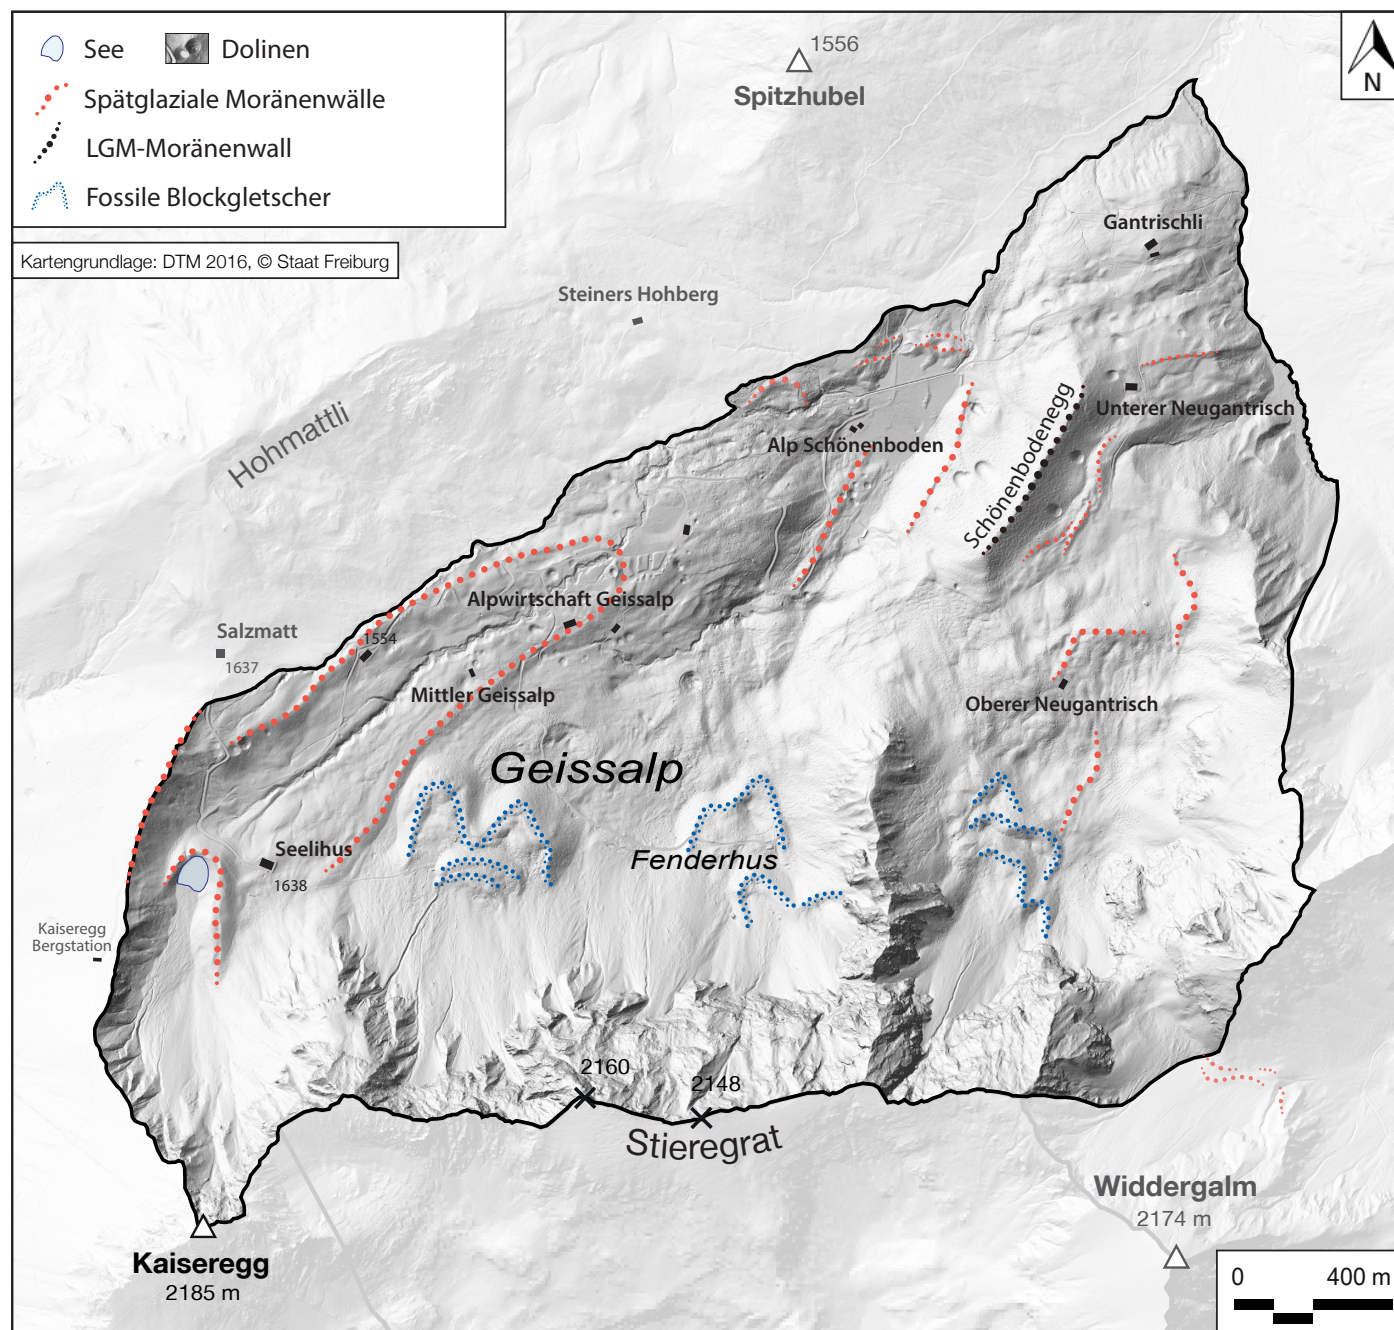 See
Dolinen
Spätglaziale Moränenwälle
LGM-Moränenwall
Fossile Blockgletscher
Kartengrundlage: DTM 2016, © Staat Freiburg
1556
Spitzhubel
N
Gantrischli
Steiners Hohberg
Hohmattli
Unterer Neugantrisch
Alp Schönenboden
Schönenbodenegg
Alpwirtschaft Geissalp
Salzmatt
1637
1554
Mittler Geissalp
Oberer Neugantrisch
Geissalp
Seelihus
1638
Fenderhus
Kaiseregg
Bergstation
2160
2148
Stieregrat
Widdergalm
2174 m
Kaiseregg
2185 m
0 400 m